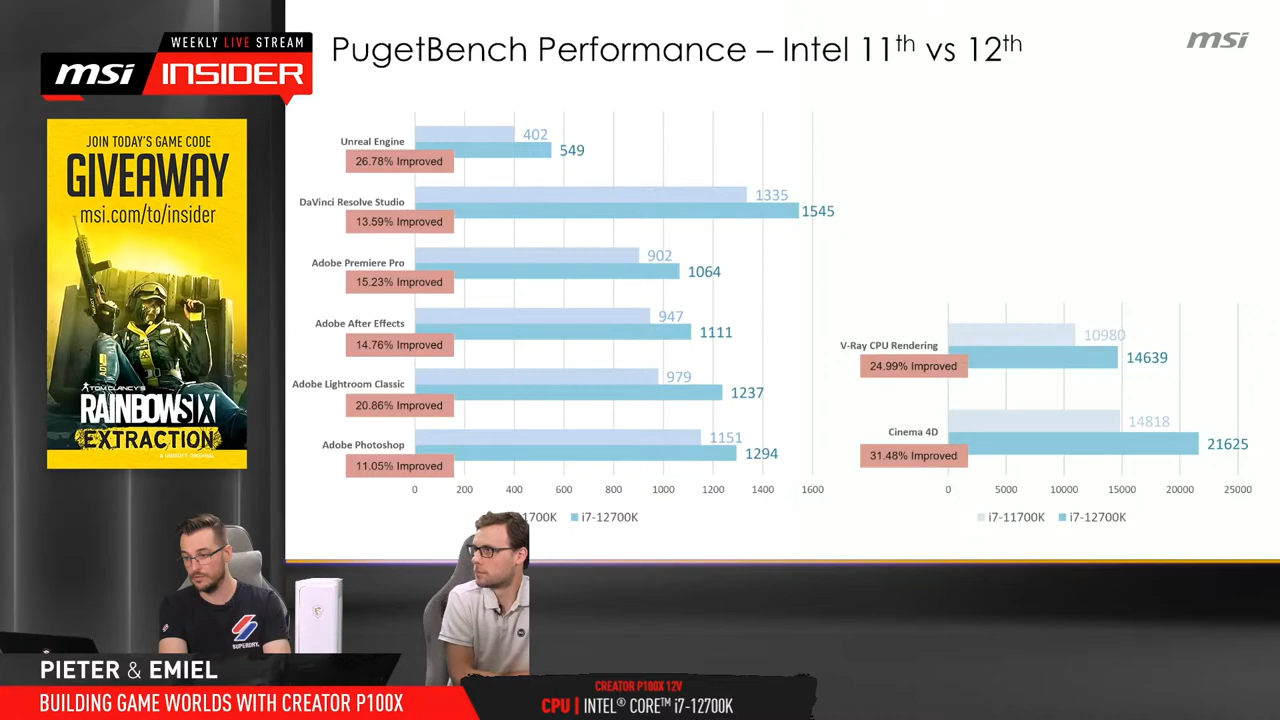 WEEKLY LIVE STREAM
msi INSIDER
PugetBench Performance – Intel 11th vs 12th
msi
JOIN TODAY'S GAME CODE
GIVEAWAY
msi.com/to/insider
TOM CLANCY'S
RAINBOW SIX
EXTRACTION
A UBISOFT ORIGINAL
Unreal Engine
402
549
26.78% Improved
DaVinci Resolve Studio
1335
1545
13.59% Improved
Adobe Premiere Pro
902
1064
15.23% Improved
Adobe After Effects
947
1111
14.76% Improved
Adobe Lightroom Classic
979
1237
20.86% Improved
Adobe Photoshop
1151
1294
11.05% Improved
0 200 400 600 800 1000 1200 1400 1600
1700K i7-12700K
V-Ray CPU Rendering
10980
14639
24.99% Improved
Cinema 4D
14818
21625
31.48% Improved
0 5000 10000 15000 20000 25000
i7-11700K i7-12700K
SUPERDRY.
PIETER & EMIEL
BUILDING GAME WORLDS WITH CREATOR P100X
CREATOR P100X 12V
CPU | INTEL® CORE™ i7-12700K